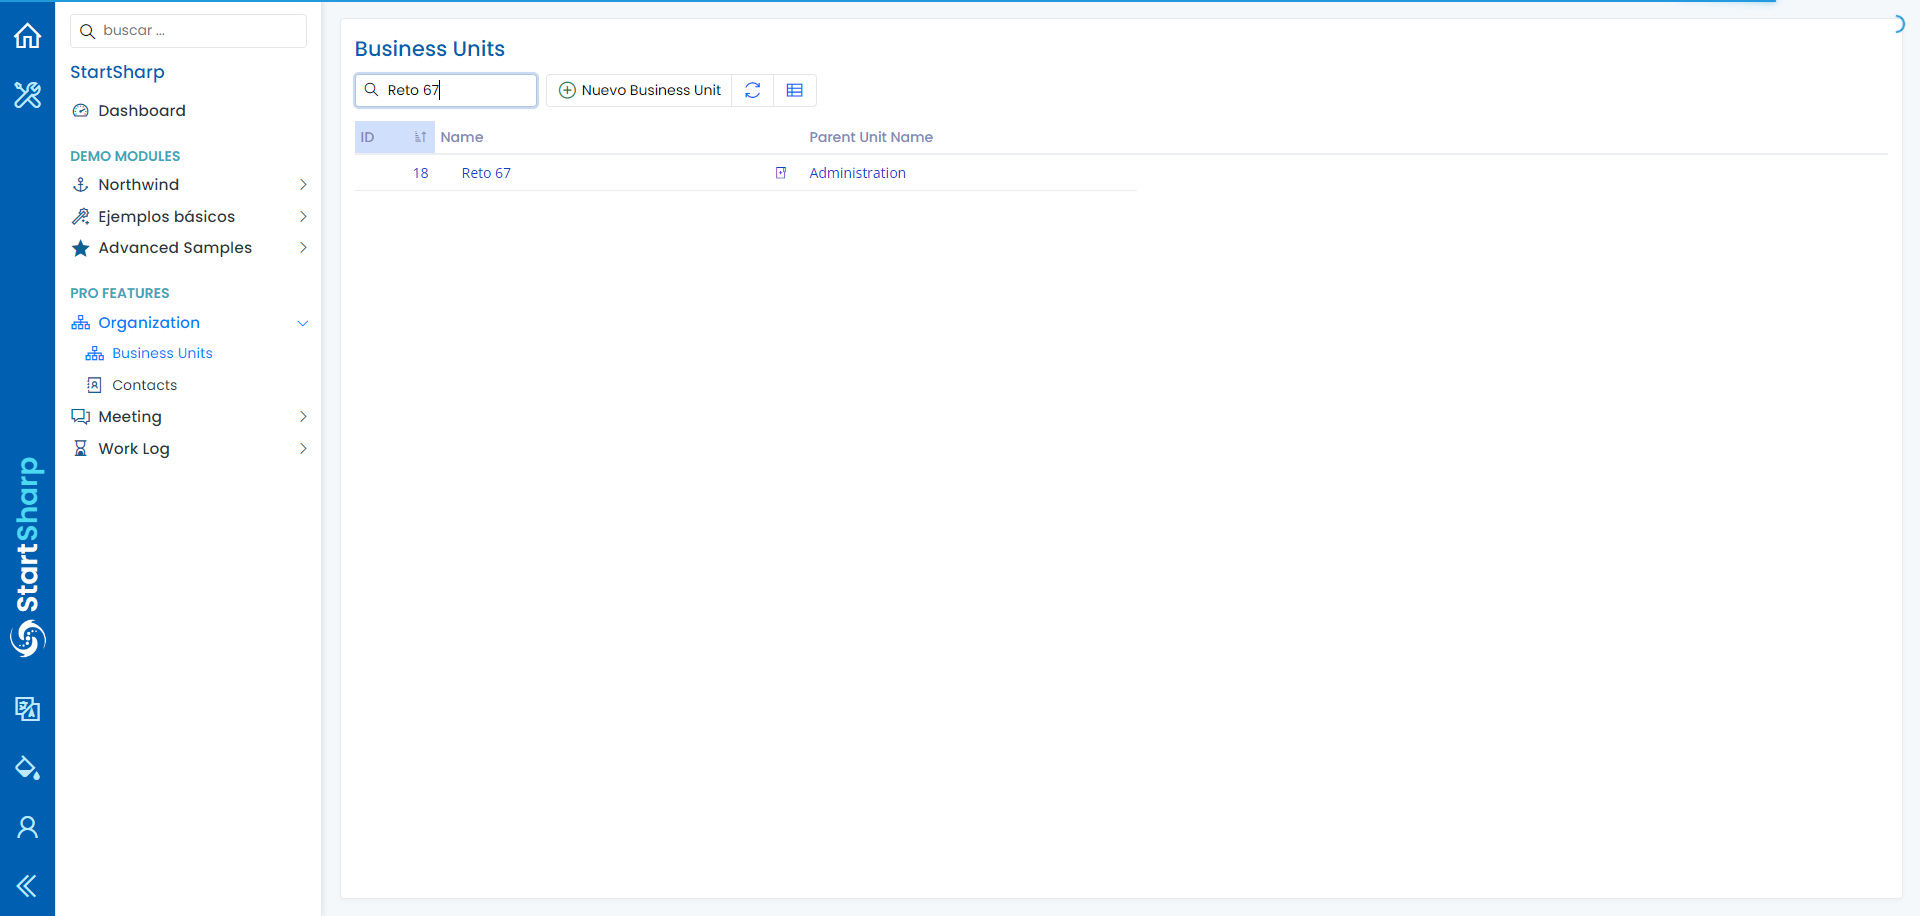 buscar ...
StartSharp
Dashboard
DEMO MODULES
Northwind
Ejemplos básicos
Advanced Samples
PRO FEATURES
Organization
Business Units
Contacts
Meeting
Work Log
StartSharp
Business Units
Reto 67
Nuevo Business Unit
ID Name Parent Unit Name
18 Reto 67 Administration